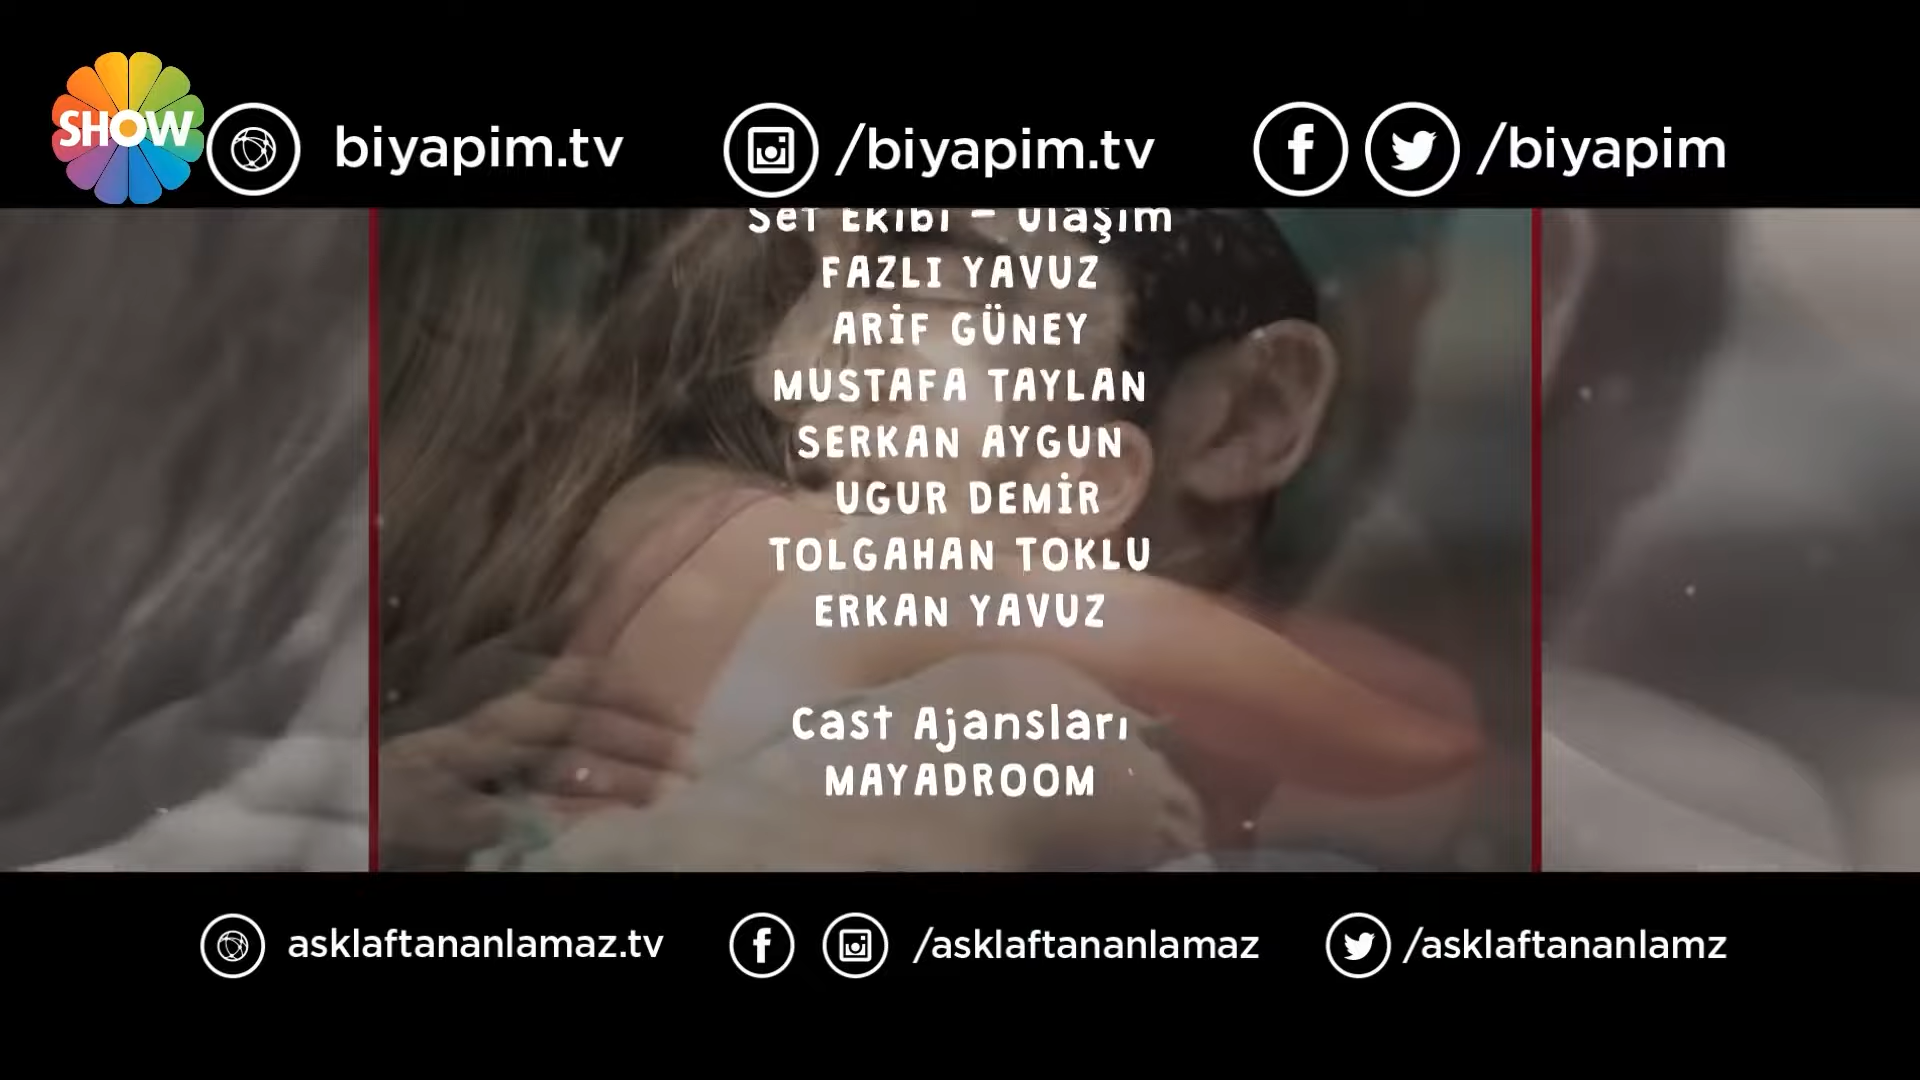 SHOW
biyapim.tv
/biyapim.tv
/biyapim
Set Ekibi - Ulaşım
FAZLI YAVUZ
ARİF GÜNEY
MUSTAFA TAYLAN
SERKAN AYGUN
UGUR DEMİR
TOLGAHAN TOKLU
ERKAN YAVUZ
Cast Ajansları
MAYADROOM
asklaftananlamaz.tv
/asklaftananlamaz
/asklaftananlamz